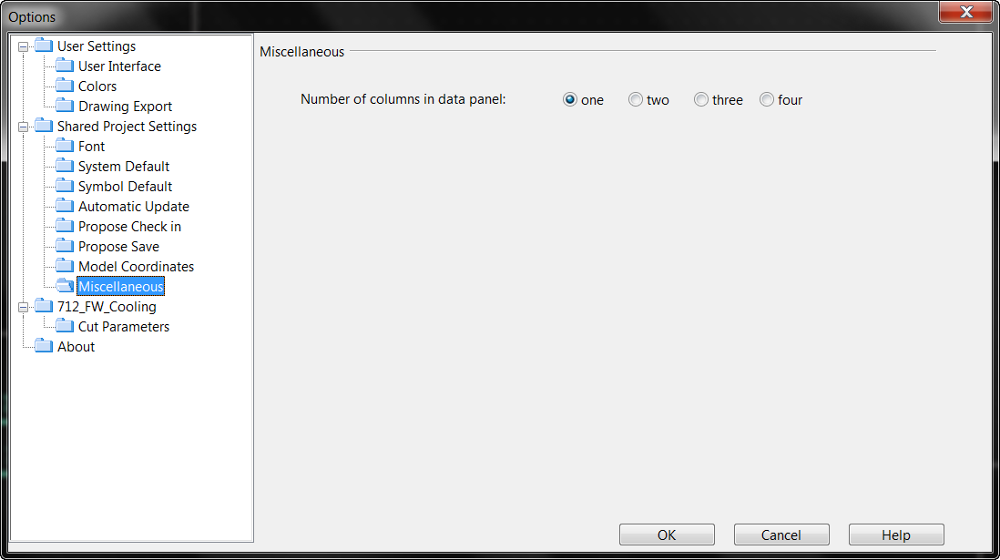 Options
User Settings
User Interface
Colors
Drawing Export
Shared Project Settings
Font
System Default
Symbol Default
Automatic Update
Propose Check in
Propose Save
Model Coordinates
Miscellaneous
712_FW_Cooling
Cut Parameters
About
Miscellaneous
Number of columns in data panel: one two three four
OK Cancel Help